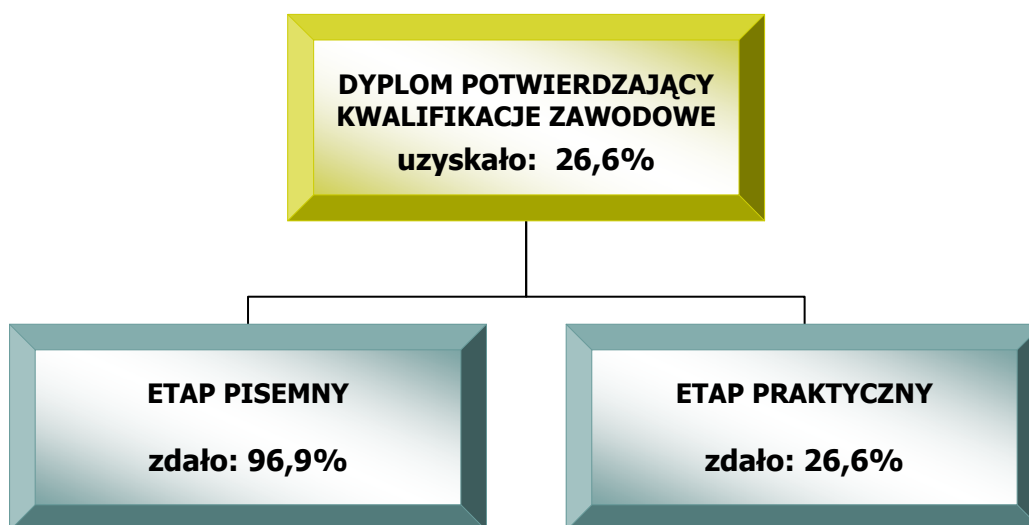 DYPLOM POTWIERDZAJĄCY
KWALIFIKACJE ZAWODOWE
uzyskało: 26,6%
ETAP PISEMNY
zdało: 96,9%
ETAP PRAKTYCZNY
zdało: 26,6%